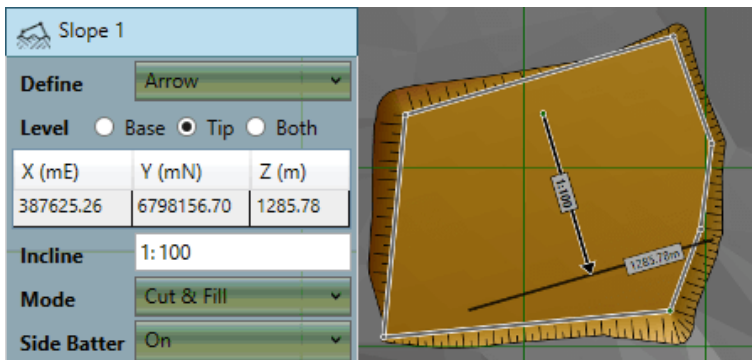 Slope 1
Define Arrow
Level Base Tip Both
X (mE) Y (mN) Z (m)
387625.26 6798156.70 1285.78
Incline 1:100
Mode Cut & Fill
Side Batter On
1:100
1285.78m